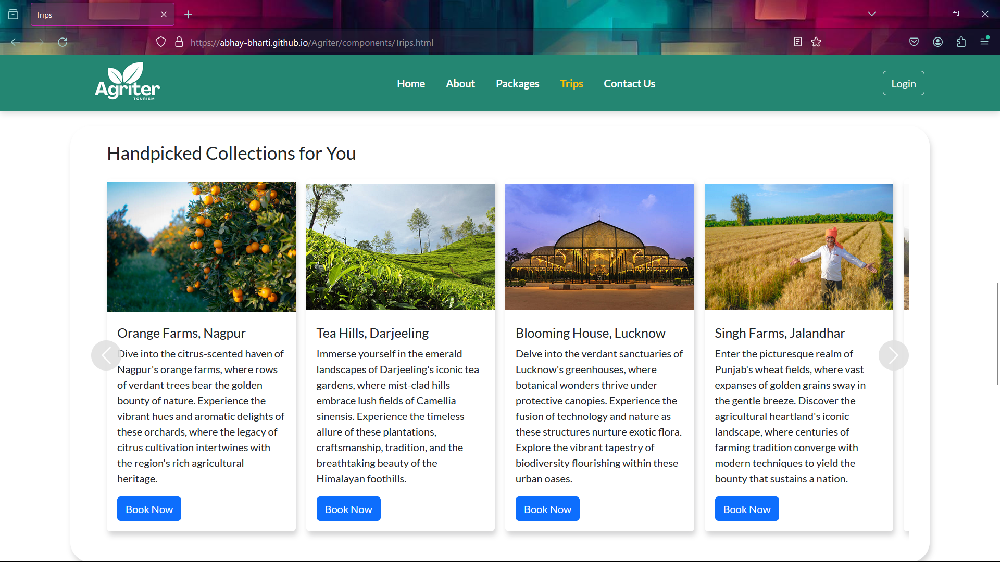 Trips
https://abhay-bharti.github.io/Agriter/components/Trips.html
Agriter
TOURISM
Home
About
Packages
Trips
Contact Us
Login
Handpicked Collections for You
Orange Farms, Nagpur
Dive into the citrus-scented haven of
Nagpur's orange farms, where rows
of verdant trees bear the golden
bounty of nature. Experience the
vibrant hues and aromatic delights of
these orchards, where the legacy of
citrus cultivation intertwines with
the region's rich agricultural
heritage.
Book Now
Tea Hills, Darjeeling
Immerse yourself in the emerald
landscapes of Darjeeling's iconic tea
gardens, where mist-clad hills
embrace lush fields of Camellia
sinensis. Experience the timeless
allure of these plantations,
craftsmanship, tradition, and the
breathtaking beauty of the
Himalayan foothills.
Book Now
Blooming House, Lucknow
Delve into the verdant sanctuaries of
Lucknow's greenhouses, where
botanical wonders thrive under
protective canopies. Experience the
fusion of technology and nature as
these structures nurture exotic flora.
Explore the vibrant tapestry of
biodiversity flourishing within these
urban oases.
Book Now
Singh Farms, Jalandhar
Enter the picturesque realm of
Punjab's wheat fields, where vast
expanses of golden grains sway in
the gentle breeze. Discover the
agricultural heartland's iconic
landscape, where centuries of
farming tradition converge with
modern techniques to yield the
bounty that sustains a nation.
Book Now